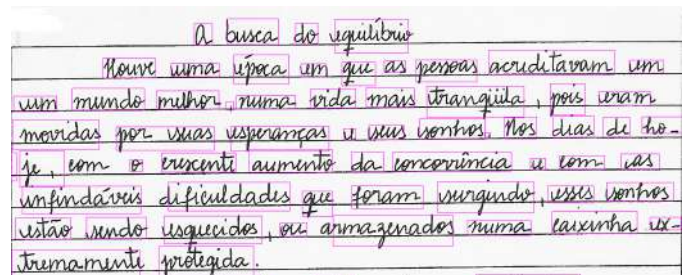 A busca do equilíbrio
Houve uma época em que as pessoas acreditavam em
um mundo melhor, numa vida mais tranqüila, pois eram
movidas por suas esperanças e seus sonhos. Nos dias de ho-
je, com o crescente aumento da concorrência e com as
infindáveis dificuldades que foram surgindo, esses sonhos
estão sendo esquecidos, ou armazenados numa caixinha ex-
tremamente protegida.